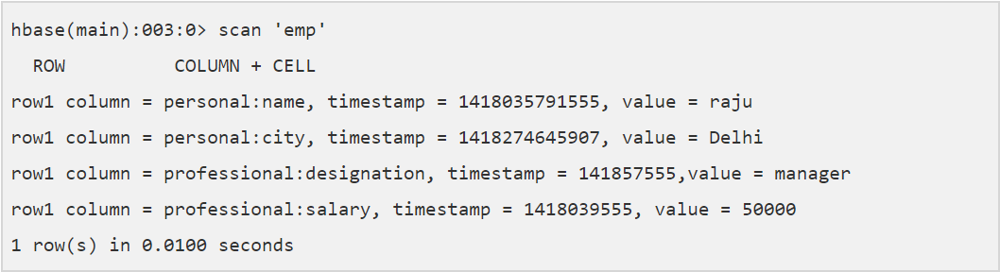 hbase(main):003:0> scan 'emp'
ROW COLUMN + CELL
row1 column = personal:name, timestamp = 1418035791555, value = raju
row1 column = personal:city, timestamp = 1418274645907, value = Delhi
row1 column = professional:designation, timestamp = 141857555,value = manager
row1 column = professional:salary, timestamp = 1418039555, value = 50000
1 row(s) in 0.0100 seconds